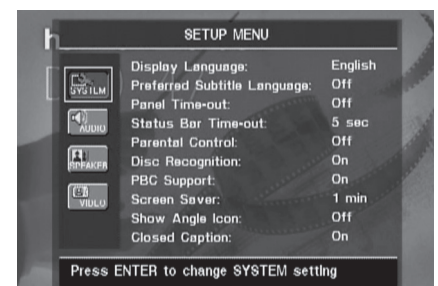 SETUP MENU
Display Language: English
Preferred Subtitle Language: Off
Panel Time-out: Off
Status Bar Time-out: 5 sec
Parental Control: Off
Disc Recognition: On
PBC Support: On
Screen Saver: 1 min
Show Angle Icon: Off
Closed Caption: On
SYSTEM
AUDIO
SPEAKER
VIDEO
Press ENTER to change SYSTEM setting